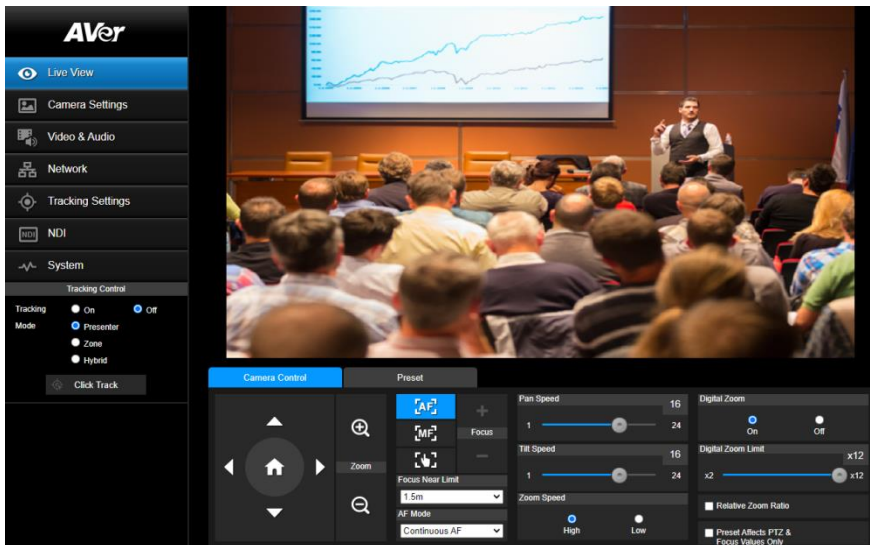 AVer
Live View
Camera Settings
Video & Audio
Network
Tracking Settings
NDI NDI
System
Tracking Control
Tracking On Off
Mode Presenter
Zone
Hybrid
Click Track
Camera Control Preset
Zoom
AF
MF
Focus
Focus Near Limit
1.5m
AF Mode
Continuous AF
Pan Speed 16
1 24
Tilt Speed 16
1 24
Zoom Speed
High Low
Digital Zoom
On Off
Digital Zoom Limit x12
x2 x12
Relative Zoom Ratio
Preset Affects PTZ &
Focus Values Only